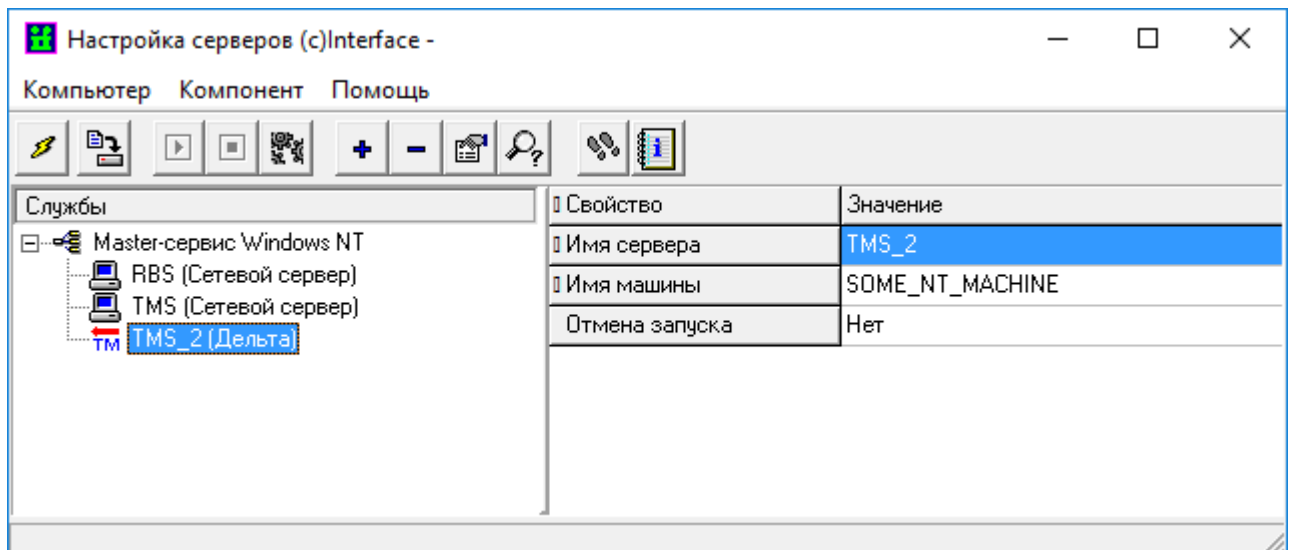 Настройка серверов (c)Interface -
Компьютер Компонент Помощь
Службы
Master-сервис Windows NT
RBS (Сетевой сервер)
TMS (Сетевой сервер)
TM TMS_2 (Дельта)
Свойство Значение
Имя сервера TMS_2
Имя машины SOME_NT_MACHINE
Отмена запуска Нет